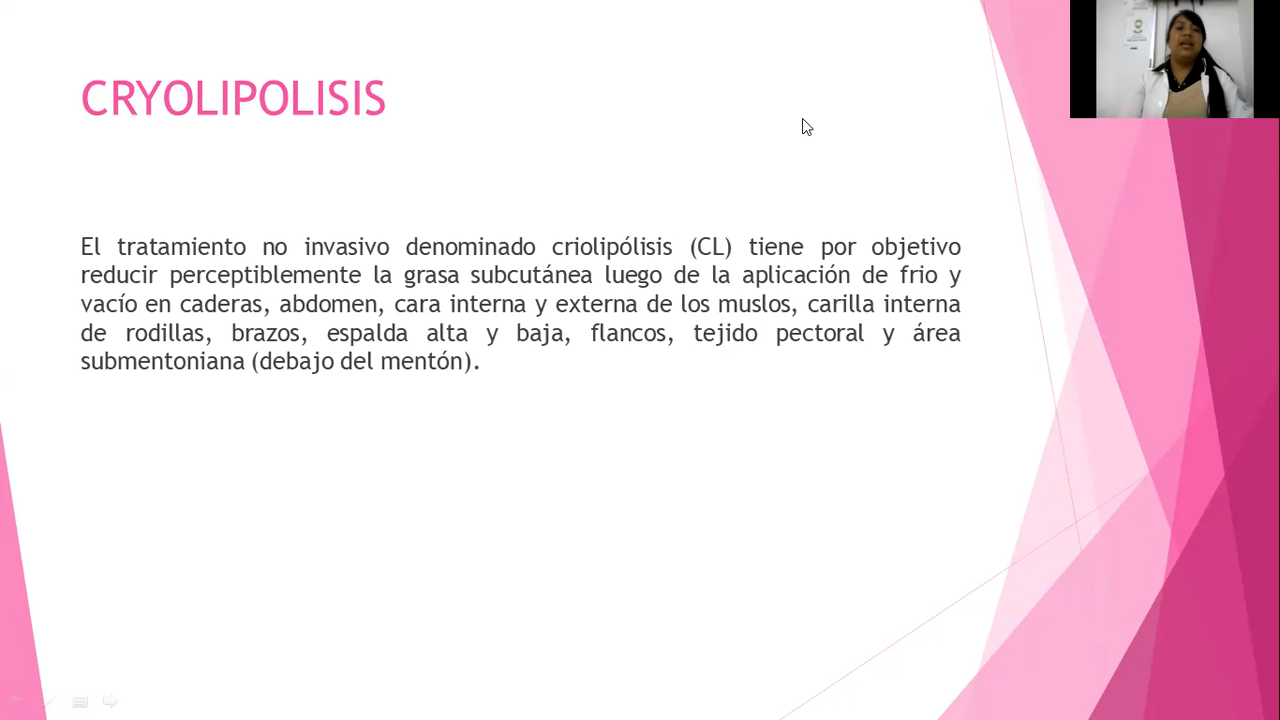 CRYOLIPOLISIS
El tratamiento no invasivo denominado criolipólisis (CL) tiene por objetivo
reducir perceptiblemente la grasa subcutánea luego de la aplicación de frio y
vacío en caderas, abdomen, cara interna y externa de los muslos, carilla interna
de rodillas, brazos, espalda alta y baja, flancos, tejido pectoral y área
submentoniana (debajo del mentón).